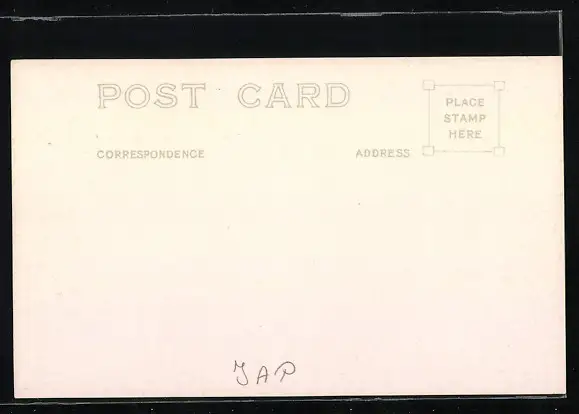 POST CARD
PLACE
STAMP
HERE
CORRESPONDENCE
ADDRESS
JAP